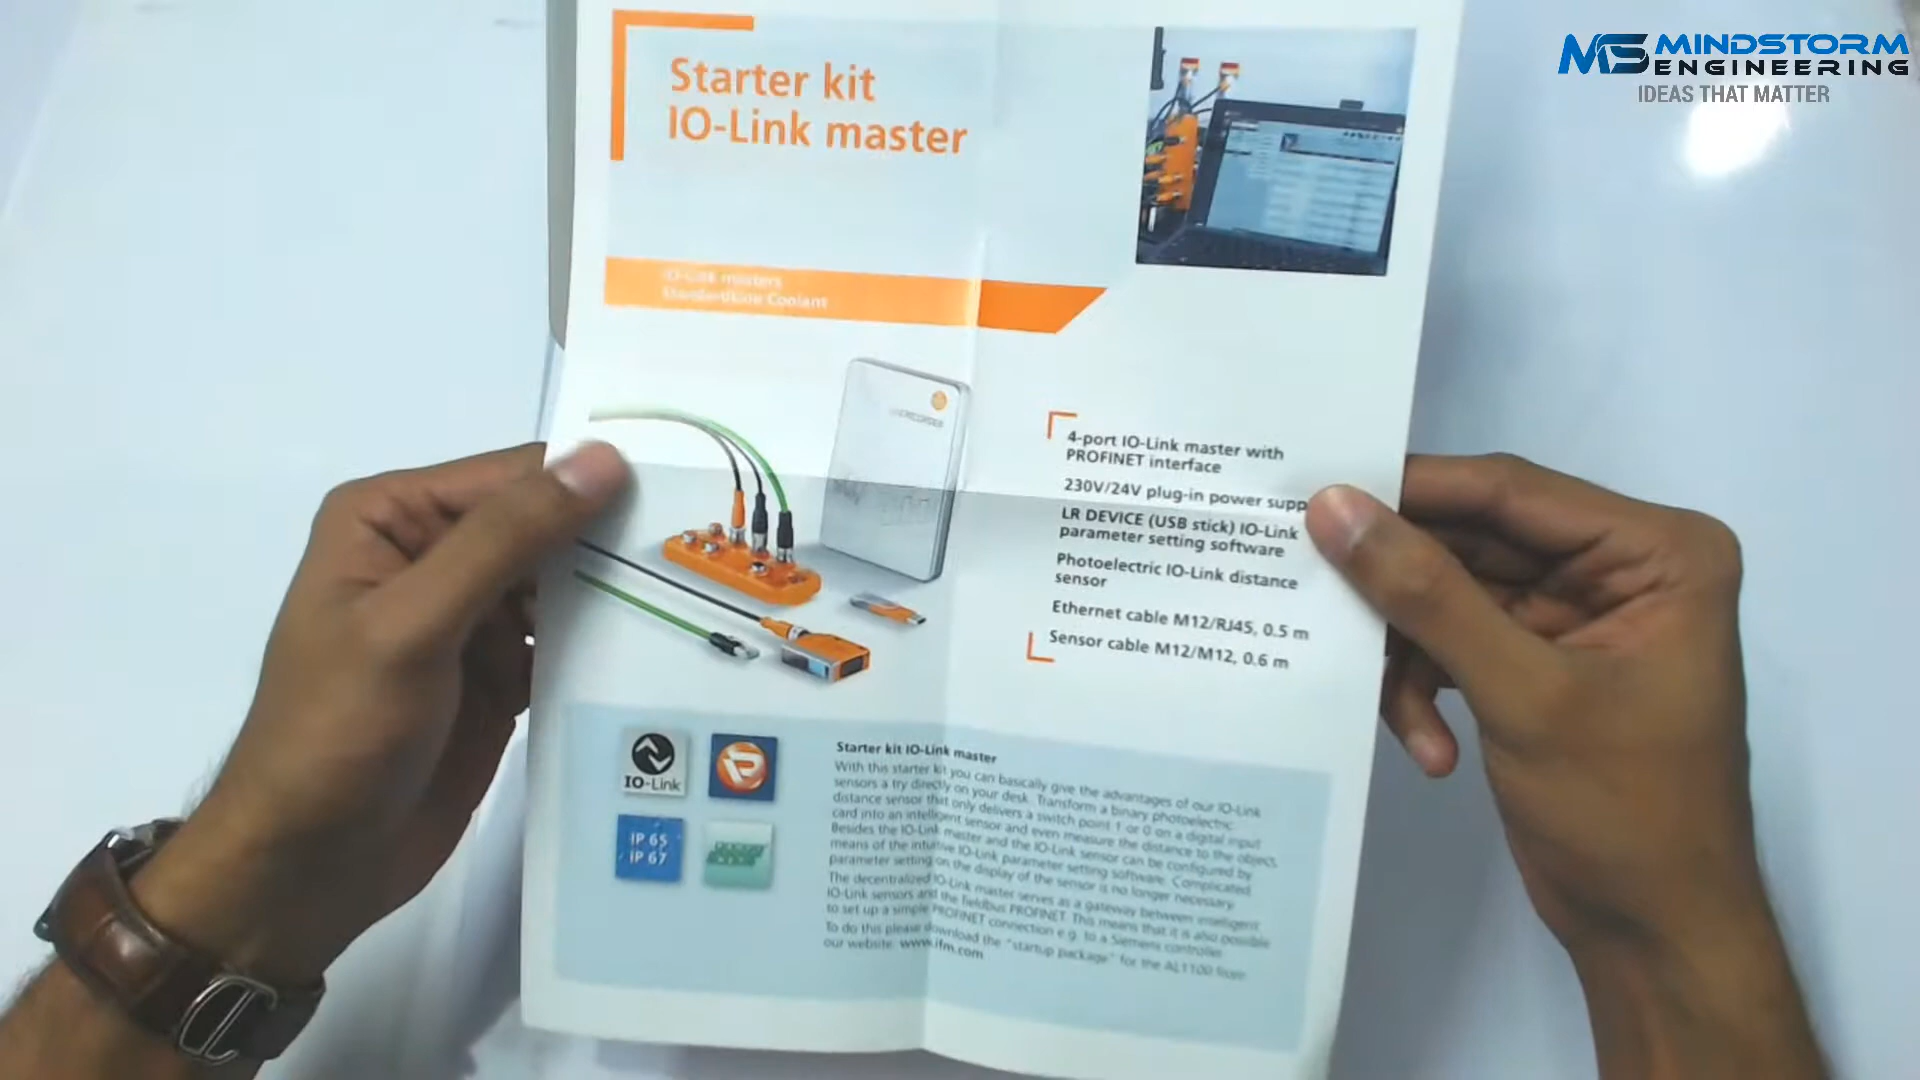 MINDSTORM
ENGINEERING
IDEAS THAT MATTER
Starter kit
IO-Link master
IO-Link masters
StandardLine Coolant
4-port IO-Link master with
PROFINET interface
230V/24V plug-in power supp
LR DEVICE (USB stick) IO-Link
parameter setting software
Photoelectric IO-Link distance
sensor
Ethernet cable M12/RJ45, 0.5 m
Sensor cable M12/M12, 0.6 m
IO-Link
IP 65
IP 67
Starter kit IO-Link master
With this starter kit you can basically give the advantages of our IO-Link
sensors a try directly on your desk. Transform a binary photoelectric
distance sensor that only delivers a switch point 1 or 0 on a digital input
card into an intelligent sensor and even measure the distance to the object.
Besides the IO-Link master and the IO-Link sensor can be configured by
means of the intuitive IO-Link parameter setting software. Complicated
parameter setting on the display of the sensor is no longer necessary.
The decentralized IO-Link master serves as a gateway between intelligent
IO-Link sensors and the fieldbus PROFINET. This means that it is also possible
to set up a simple PROFINET connection e.g. to a Siemens controller.
To do this please download the "startup package" for the AL1100 from
our website: www.ifm.com